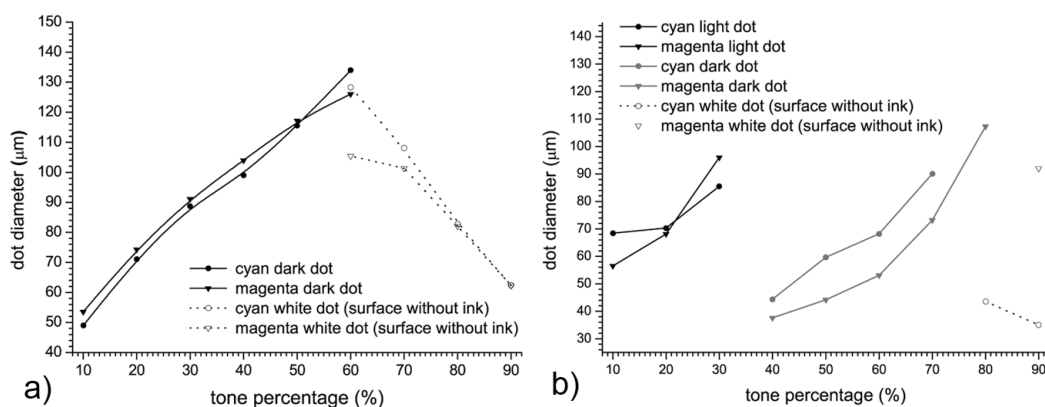 150
140
130
120
110
100
90
80
70
60
50
40
dot diameter (μm)
cyan dark dot
magenta dark dot
cyan white dot (surface without ink)
magenta white dot (surface without ink)
10 20 30 40 50 60 70 80 90
tone percentage (%)
a)
cyan light dot
magenta light dot
cyan dark dot
magenta dark dot
cyan white dot (surface without ink)
magenta white dot (surface without ink)
140
130
120
110
100
90
80
70
60
50
40
30
dot diameter (μm)
10 20 30 40 50 60 70 80 90
tone percentage (%)
b)